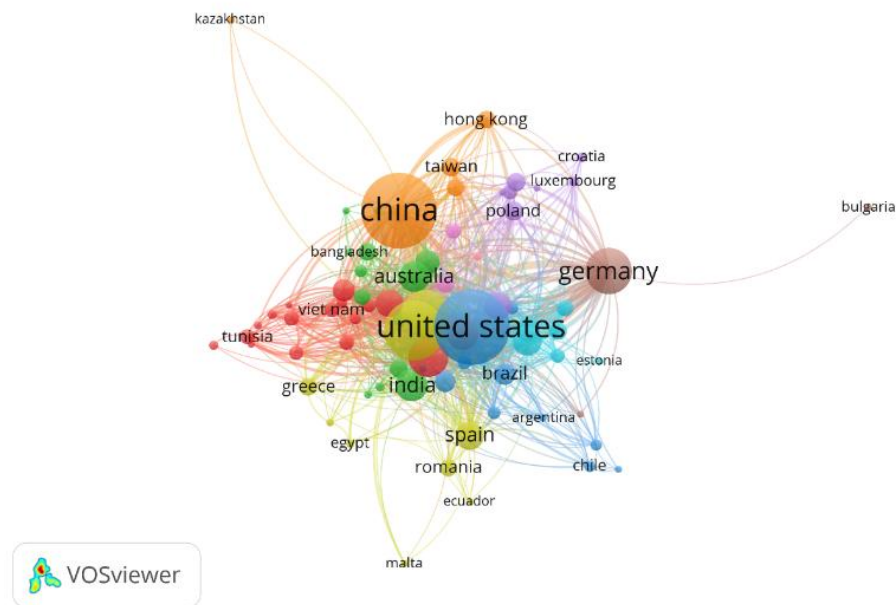 kazakhstan
hong kong
croatia
taiwan
luxembourg
china
poland
bulgaria
bangladesh
germany
australia
viet nam
united states
tunisia
estonia
brazil
greece
india
argentina
spain
egypt
romania
chile
ecuador
malta
VOSviewer